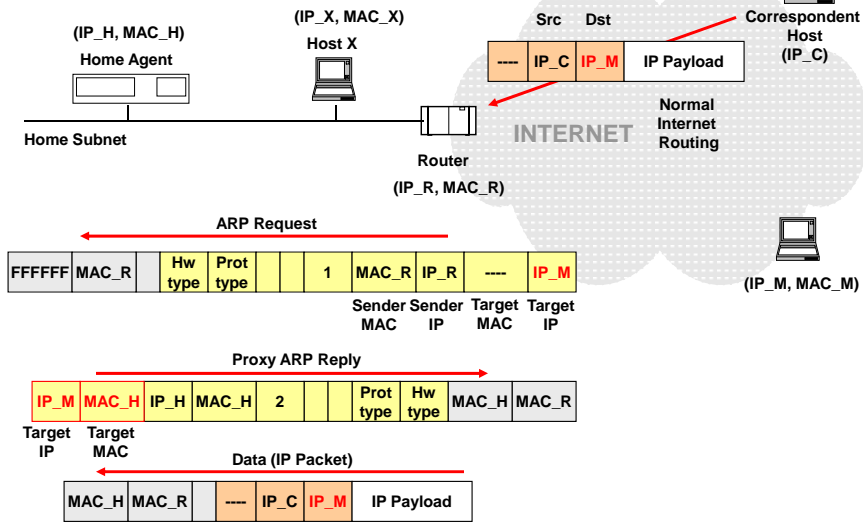 (IP_H, MAC_H)
Home Agent
(IP_X, MAC_X)
Host X
Src Dst
---- IP_C IP_M IP Payload
Correspondent
Host
(IP_C)
Home Subnet
INTERNET
Normal
Internet
Routing
Router
(IP_R, MAC_R)
(IP_M, MAC_M)
ARP Request
FFFFFF MAC_R Hw type Prot type 1 MAC_R IP_R ---- IP_M
Sender MAC Sender IP Target MAC Target IP
Proxy ARP Reply
IP_M MAC_H IP_H MAC_H 2 Prot type Hw type MAC_H MAC_R
Target IP Target MAC
Data (IP Packet)
MAC_H MAC_R ---- IP_C IP_M IP Payload